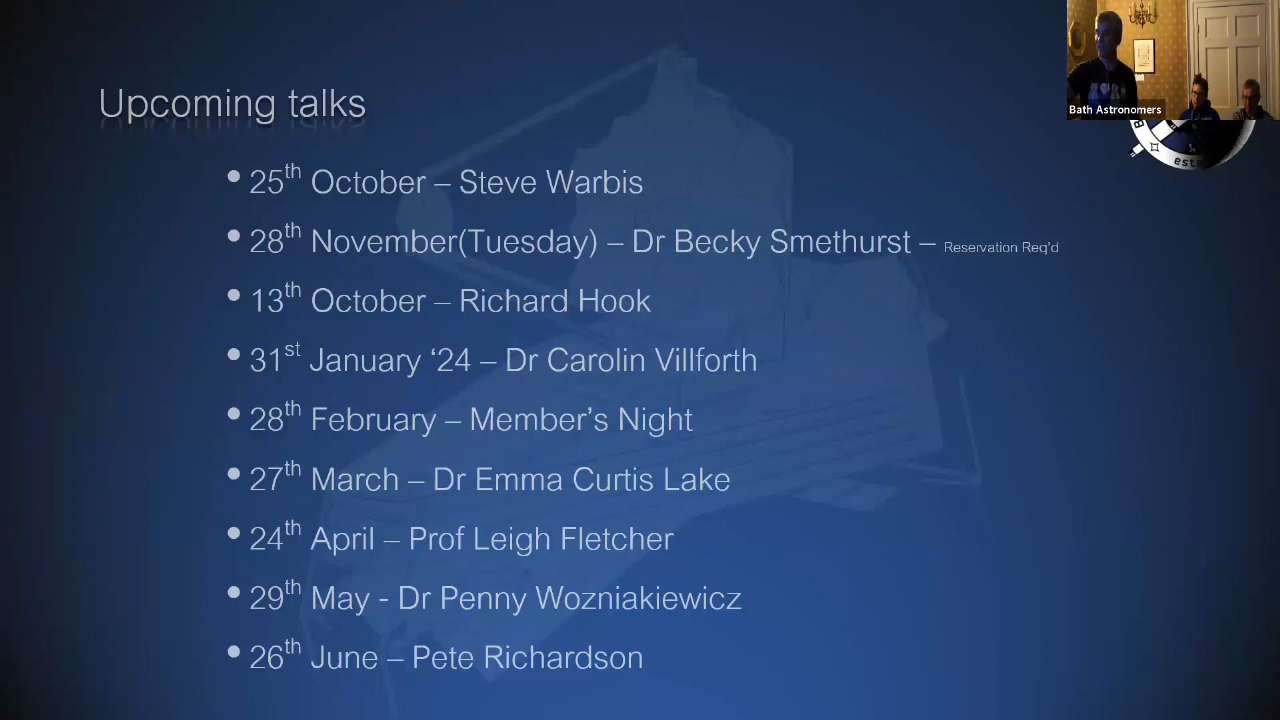 Upcoming talks
Bath Astronomers
• 25th October – Steve Warbis
• 28th November(Tuesday) – Dr Becky Smethurst – Reservation Req'd
• 13th October – Richard Hook
• 31st January ‘24 – Dr Carolin Villforth
• 28th February – Member’s Night
• 27th March – Dr Emma Curtis Lake
• 24th April – Prof Leigh Fletcher
• 29th May - Dr Penny Wozniakiewicz
• 26th June – Pete Richardson